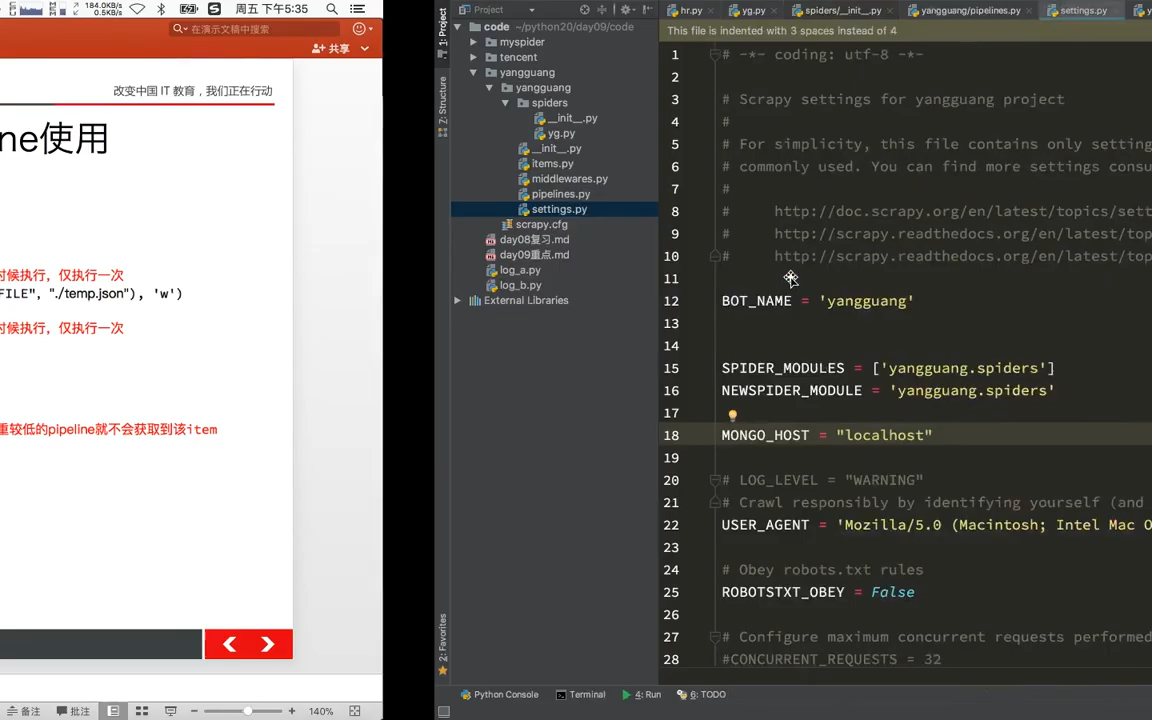 184.0KB/s
0.5KB/s
周五下午5:35
在演示文稿中搜索
共享
改变中国 IT 教育，我们正在行动
ine使用
时候执行，仅执行一次
FILE", "./temp.json"), 'w')
时候执行，仅执行一次
重较低的pipeline就不会获取到该item
备注
批注
140%
1: Project
Z: Structure
2: Favorites
Project
code ~/python20/day09/code
myspider
tencent
yangguang
yangguang
spiders
__init__.py
yg.py
__init__.py
items.py
middlewares.py
pipelines.py
settings.py
scrapy.cfg
day08复习.md
day09重点.md
log_a.py
log_b.py
External Libraries
hr.py
yg.py
spiders/__init__.py
yangguang/pipelines.py
settings.py
This file is indented with 3 spaces instead of 4
1 # -*- coding: utf-8 -*-
2
3 # Scrapy settings for yangguang project
4 #
5 # For simplicity, this file contains only setting
6 # commonly used. You can find more settings consu
7 #
8 #     http://doc.scrapy.org/en/latest/topics/sett
9 #     http://scrapy.readthedocs.org/en/latest/top
10 #     http://scrapy.readthedocs.org/en/latest/top
11
12 BOT_NAME = 'yangguang'
13
14
15 SPIDER_MODULES = ['yangguang.spiders']
16 NEWSPIDER_MODULE = 'yangguang.spiders'
17
18 MONGO_HOST = "localhost"
19
20 # LOG_LEVEL = "WARNING"
21 # Crawl responsibly by identifying yourself (and
22 USER_AGENT = 'Mozilla/5.0 (Macintosh; Intel Mac O
23
24 # Obey robots.txt rules
25 ROBOTSTXT_OBEY = False
26
27 # Configure maximum concurrent requests performed
28 #CONCURRENT_REQUESTS = 32
Python Console
Terminal
4: Run
6: TODO